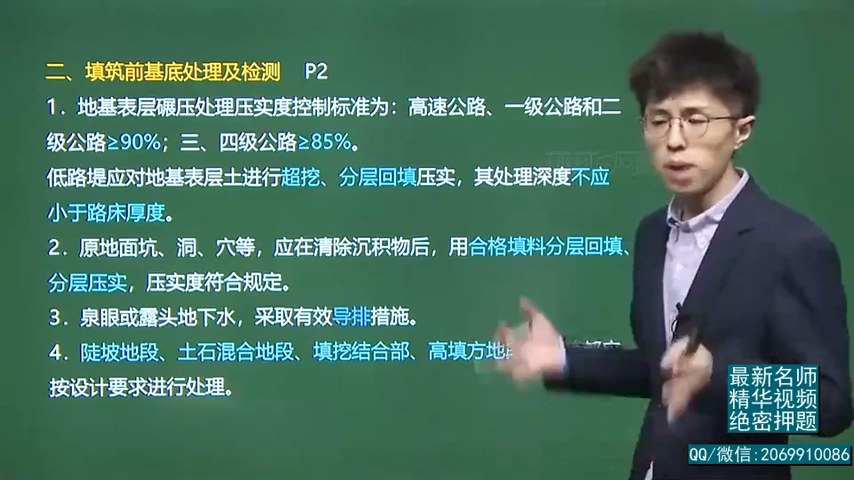 二、填筑前基底处理及检测 P2
1．地基表层碾压处理压实度控制标准为：高速公路、一级公路和二
级公路≥90%；三、四级公路≥85%。
低路堤应对地基表层土进行超挖、分层回填压实，其处理深度不应
小于路床厚度。
2．原地面坑、洞、穴等，应在清除沉积物后，用合格填料分层回填、
分层压实，压实度符合规定。
3．泉眼或露头地下水，采取有效导排措施。
4．陡坡地段、土石混合地段、填挖结合部、高填方地
按设计要求进行处理。
最新名师
精华视频
绝密押题
QQ/微信:2069910086